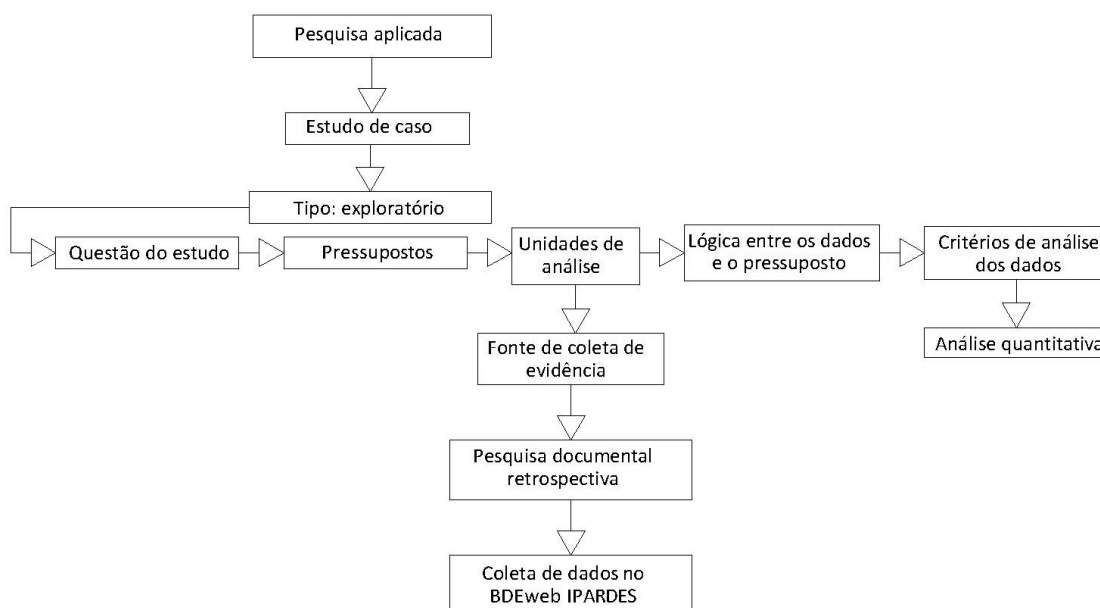 Pesquisa aplicada
Estudo de caso
Tipo: exploratório
Questão do estudo
Pressupostos
Unidades de
análise
Lógica entre os dados
e o pressuposto
Critérios de análise
dos dados
Análise quantitativa
Fonte de coleta de
evidência
Pesquisa documental
retrospectiva
Coleta de dados no
BDEweb IPARDES